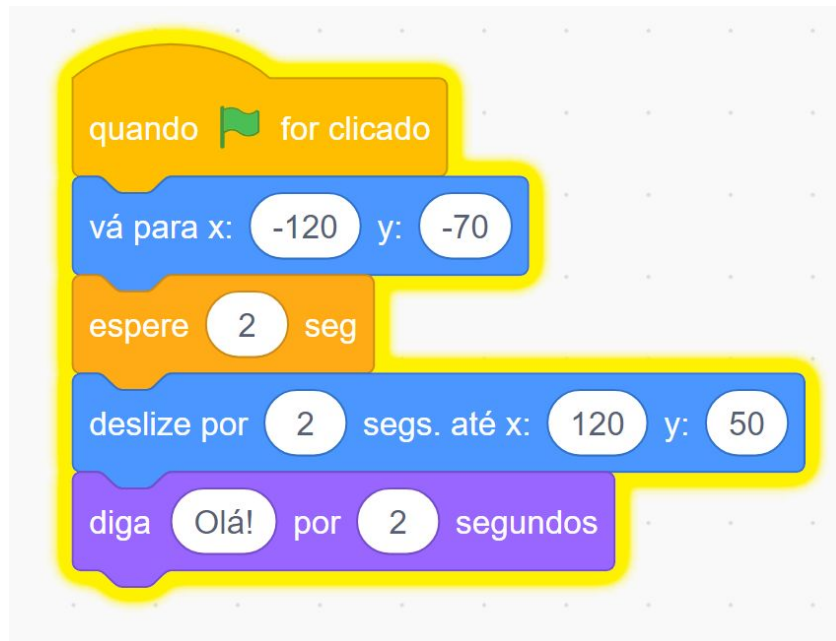 quando for clicado
vá para x: -120 y: -70
espere 2 seg
deslize por 2 segs. até x: 120 y: 50
diga Olá! por 2 segundos